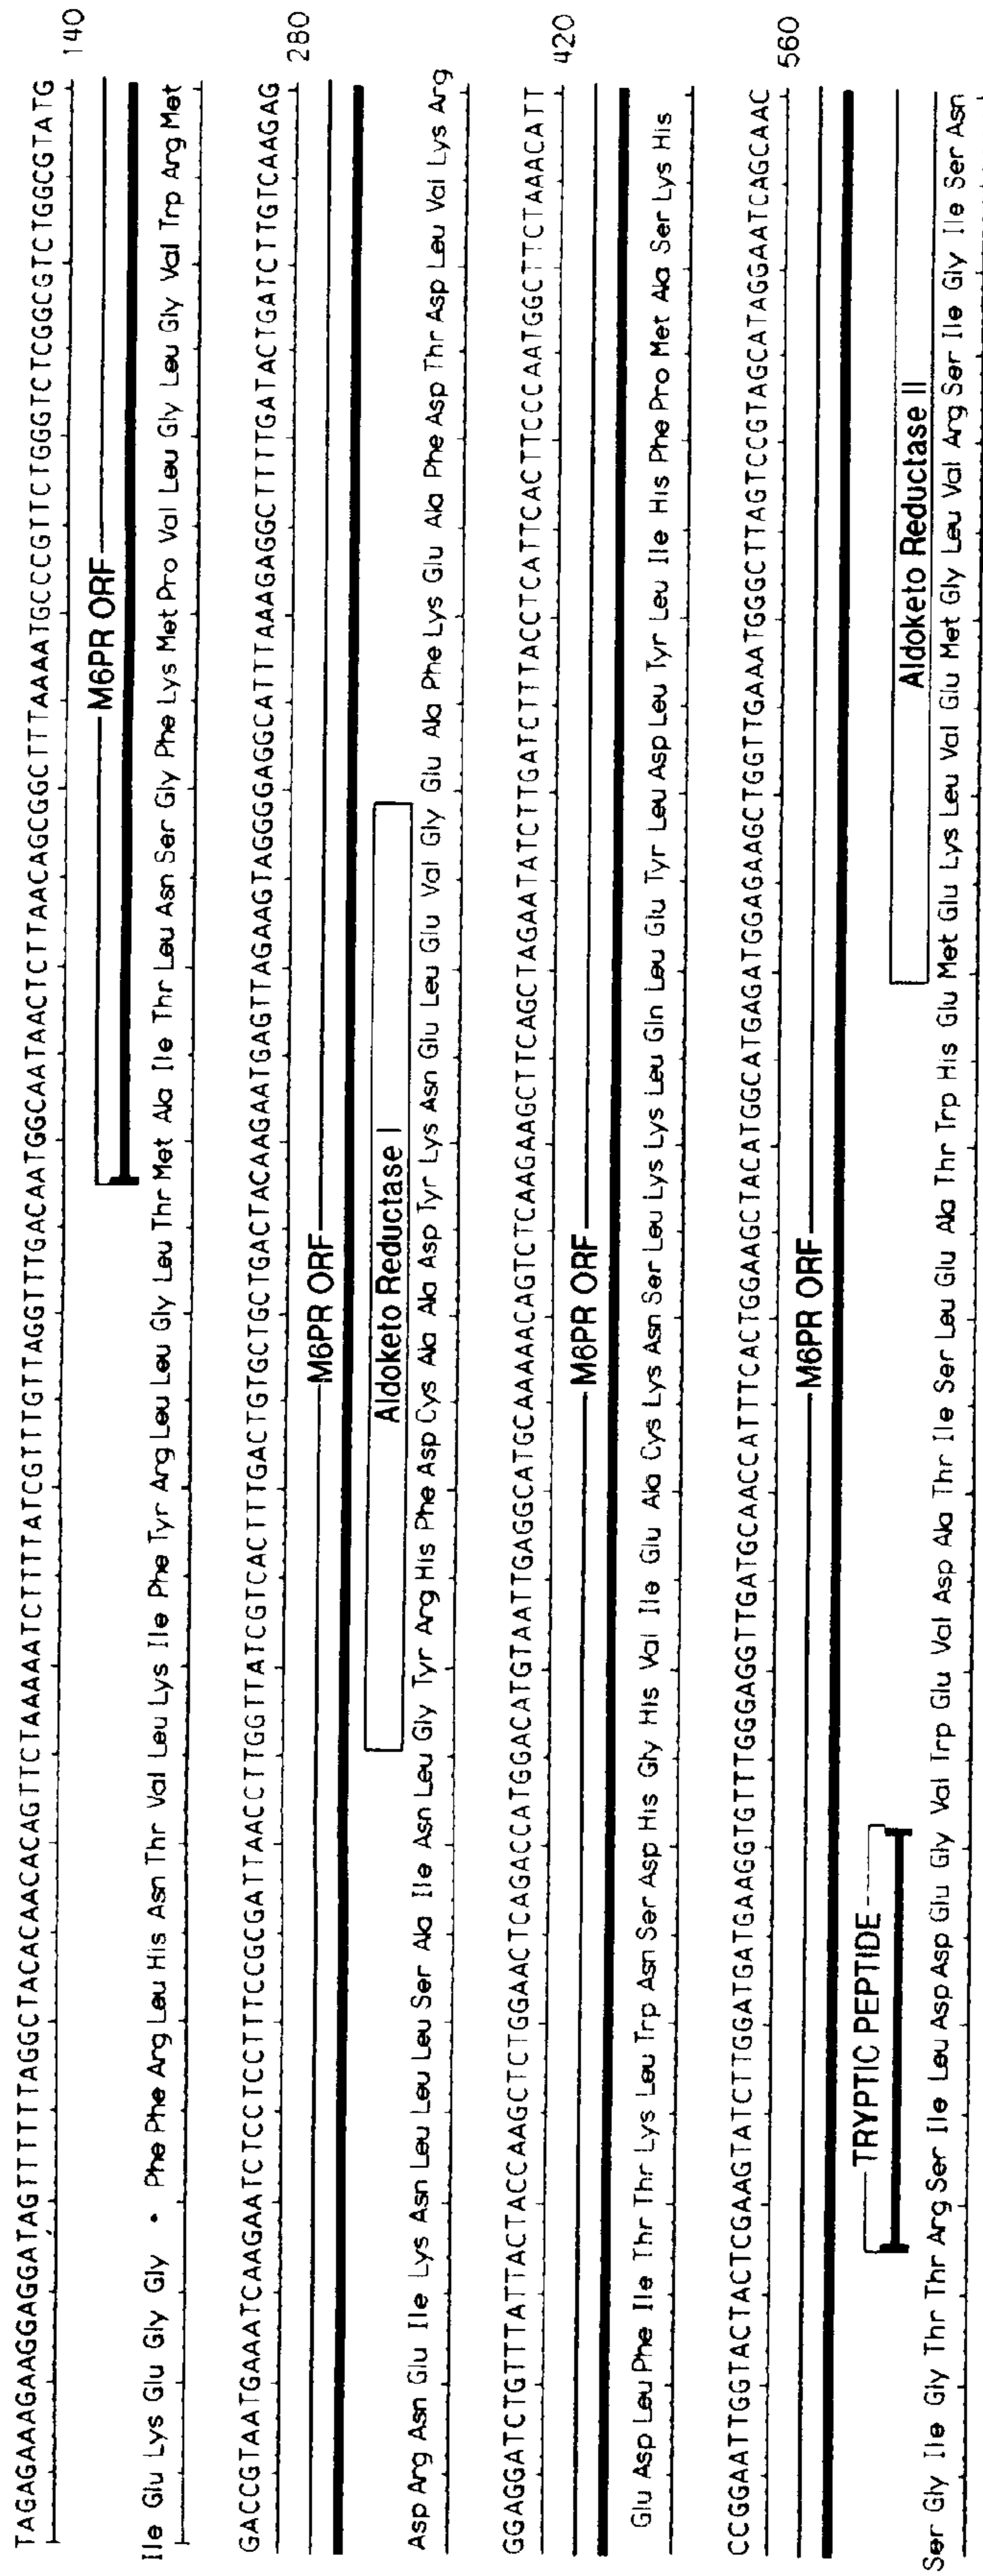 TAGAGAAAGAAGGAGGATAGTTTTTTAGGCTACACAACACAGTTCTAAAAATCTTTTATCGTTTGTTAGGTTTGACAATGGCAATAACTCTTAACAGCGGCTTTAAAATGCCCGTTCTGGGTCTCGGCGTCTGGCGTATG 140
M6PR ORF
Ile Glu Lys Glu Gly Gly • Phe Phe Arg Leu His Asn Thr Val Leu Lys Ile Phe Tyr Arg Leu Leu Gly Leu Thr Met Ala Ile Thr Leu Asn Ser Gly Phe Lys Met Pro Val Leu Gly Leu Gly Val Trp Arg Met
GACCGTAATGAAATCAAGAATCTCCTCCTTTCCGCGATTAACCTTGGTTATCGTCACTTTGACTGTGCTGCTGACTACAAGAATGAGTTAGAAGTAGGGGAGGCATTTAAAGAGGCTTTTGATACTGATCTTGTCAAGAG 280
M6PR ORF
Aldoketo Reductase I
Asp Arg Asn Glu Ile Lys Asn Leu Leu Leu Ser Ala Ile Asn Leu Gly Tyr Arg His Phe Asp Cys Ala Ala Asp Tyr Lys Asn Glu Leu Glu Val Gly Glu Ala Phe Lys Glu Ala Phe Asp Thr Asp Leu Val Lys Arg
GGAGGATCTGTTTATTACTACCAAGCTCTGGAACTCAGACCATGGACATGTAATTGAGGCATGCAAAAACAGTCTCAAGAAGCTTCAGCTAGAATATCTTGATCTTTACCTCATTCACTTCCCAATGGCTTCTAAACATT 420
M6PR ORF
Glu Asp Leu Phe Ile Thr Thr Lys Leu Trp Asn Ser Asp His Gly His Val Ile Glu Ala Cys Lys Asn Ser Leu Lys Lys Leu Gln Leu Glu Tyr Leu Asp Leu Tyr Leu Ile His Phe Pro Met Ala Ser Lys His
CCGGAATTGGTACTACTCGAAGTATCTTGGATGATGAAGGTGTTTGGGAGGTTGATGCAACCATTTCACTGGAAGCTACATGGCATGAGATGGAGAAGCTGGTTGAAATGGGCTTAGTCCGTAGCATAGGAATCAGCAAC 560
M6PR ORF
TRYPTIC PEPTIDE
Aldoketo Reductase II
Ser Gly Ile Gly Thr Thr Arg Ser Ile Leu Asp Asp Glu Gly Val Trp Glu Val Asp Ala Thr Ile Ser Leu Glu Ala Thr Trp His Glu Met Glu Lys Leu Val Glu Met Gly Leu Val Arg Ser Ile Gly Ile Ser Asn